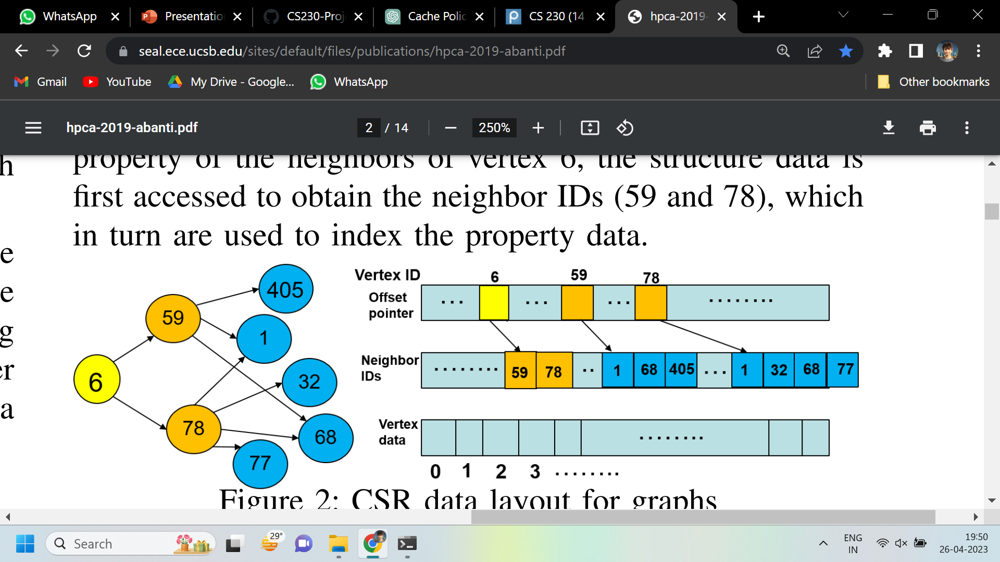 WhatsApp
Presentatio
CS230-Proj
Cache Polic
CS 230 (14
hpca-2019-
seal.ece.ucsb.edu/sites/default/files/publications/hpca-2019-abanti.pdf
Gmail
YouTube
My Drive - Google...
WhatsApp
Other bookmarks
hpca-2019-abanti.pdf
2 / 14
250%
h
e
e
g
er
a
property of the neighbors of vertex 6, the structure data is
first accessed to obtain the neighbor IDs (59 and 78), which
in turn are used to index the property data.
6
59
78
405
1
32
68
77
Vertex ID
6
59
78
Offset
pointer
... ... ... ........
Neighbor
IDs
........ 59 78 .. 1 68 405 ... 1 32 68 77
Vertex
data
........
0 1 2 3 ........
Figure 2: CSR data layout for graphs
Search
29°
ENG
IN
19:50
26-04-2023